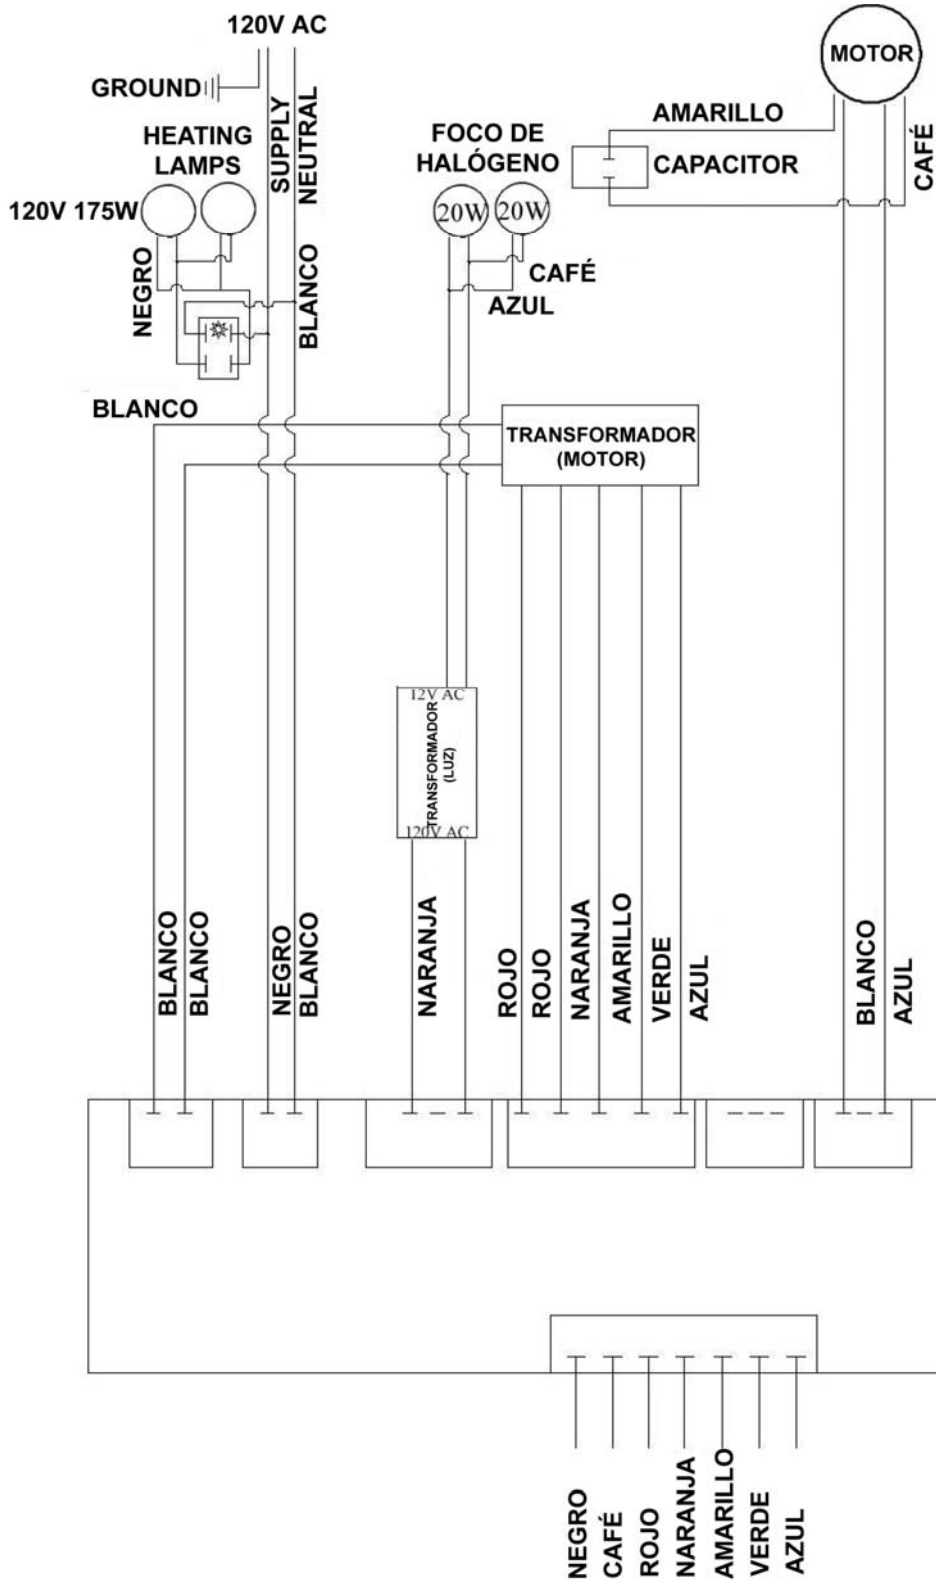 120V AC
GROUND
SUPPLY
NEUTRAL
HEATING
LAMPS
120V 175W
NEGRO
BLANCO
FOCO DE
HALÓGENO
20W
20W
CAFÉ
AZUL
MOTOR
AMARILLO
CAPACITOR
CAFÉ
BLANCO
TRANSFORMADOR
(MOTOR)
12V AC
TRANSFORMADOR
(LUZ)
120V AC
BLANCO
BLANCO
NEGRO
BLANCO
NARANJA
ROJO
ROJO
NARANJA
AMARILLO
VERDE
AZUL
BLANCO
AZUL
NEGRO
CAFÉ
ROJO
NARANJA
AMARILLO
VERDE
AZUL